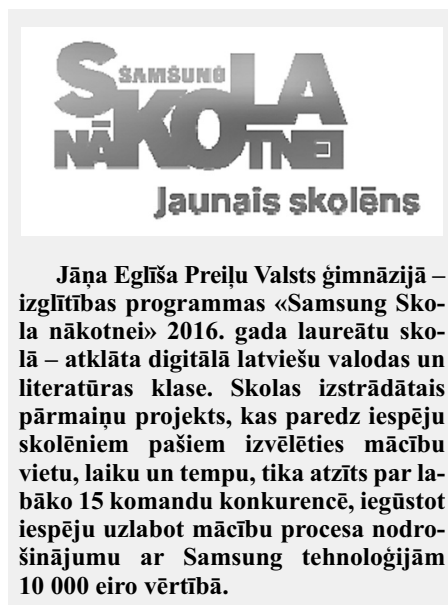 SAMSUNG
SKOLA
NĀKOTNEI
Jaunais skolēns
Jāņa Eglīša Preiļu Valsts ģimnāzijā –
izglītības programmas «Samsung Sko-
la nākotnei» 2016. gada laureātu sko-
lā – atklāta digitālā latviešu valodas un
literatūras klase. Skolas izstrādātais
pārmaiņu projekts, kas paredz iespēju
skolēniem pašiem izvēlēties mācību
vietu, laiku un tempu, tika atzīts par la-
bāko 15 komandu konkurencē, iegūstot
iespēju uzlabot mācību procesa nodro-
šinājumu ar Samsung tehnoloģijām
10 000 eiro vērtībā.